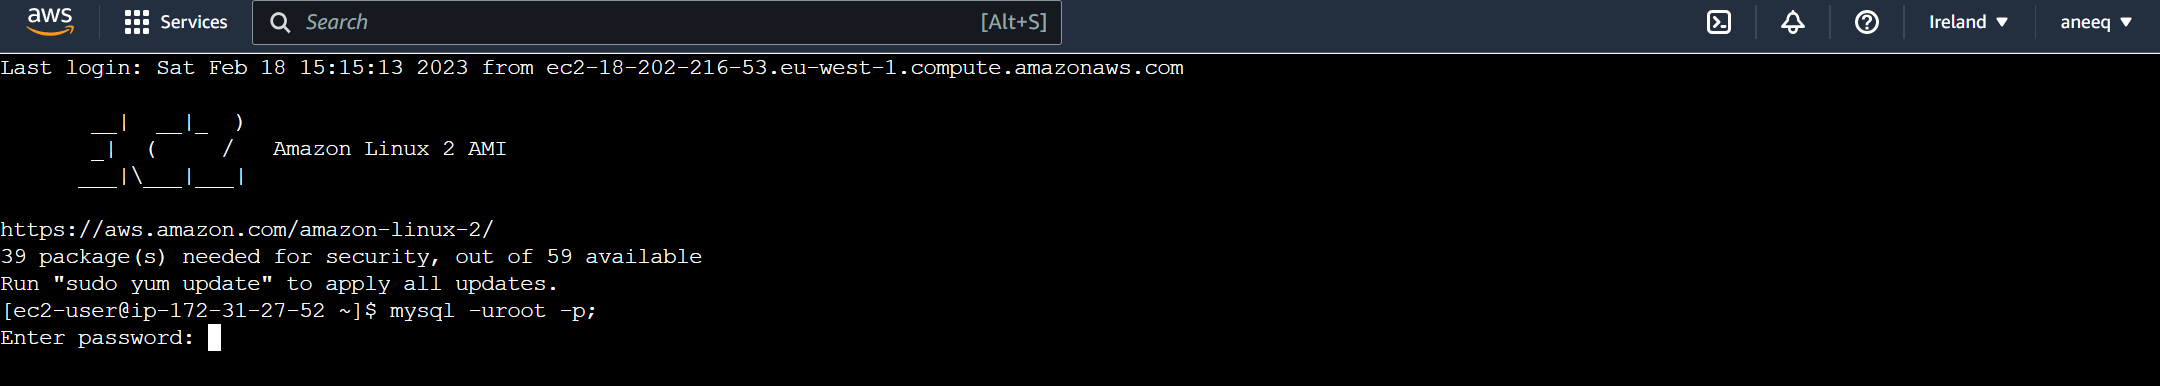 aws Services Search [Alt+S] Ireland ▼ aneeq ▼
Last login: Sat Feb 18 15:15:13 2023 from ec2-18-202-216-53.eu-west-1.compute.amazonaws.com
       __|  __|_  )
       _|  (     /   Amazon Linux 2 AMI
      ___|\___|___|
https://aws.amazon.com/amazon-linux-2/
39 package(s) needed for security, out of 59 available
Run "sudo yum update" to apply all updates.
[ec2-user@ip-172-31-27-52 ~]$ mysql -uroot -p;
Enter password: